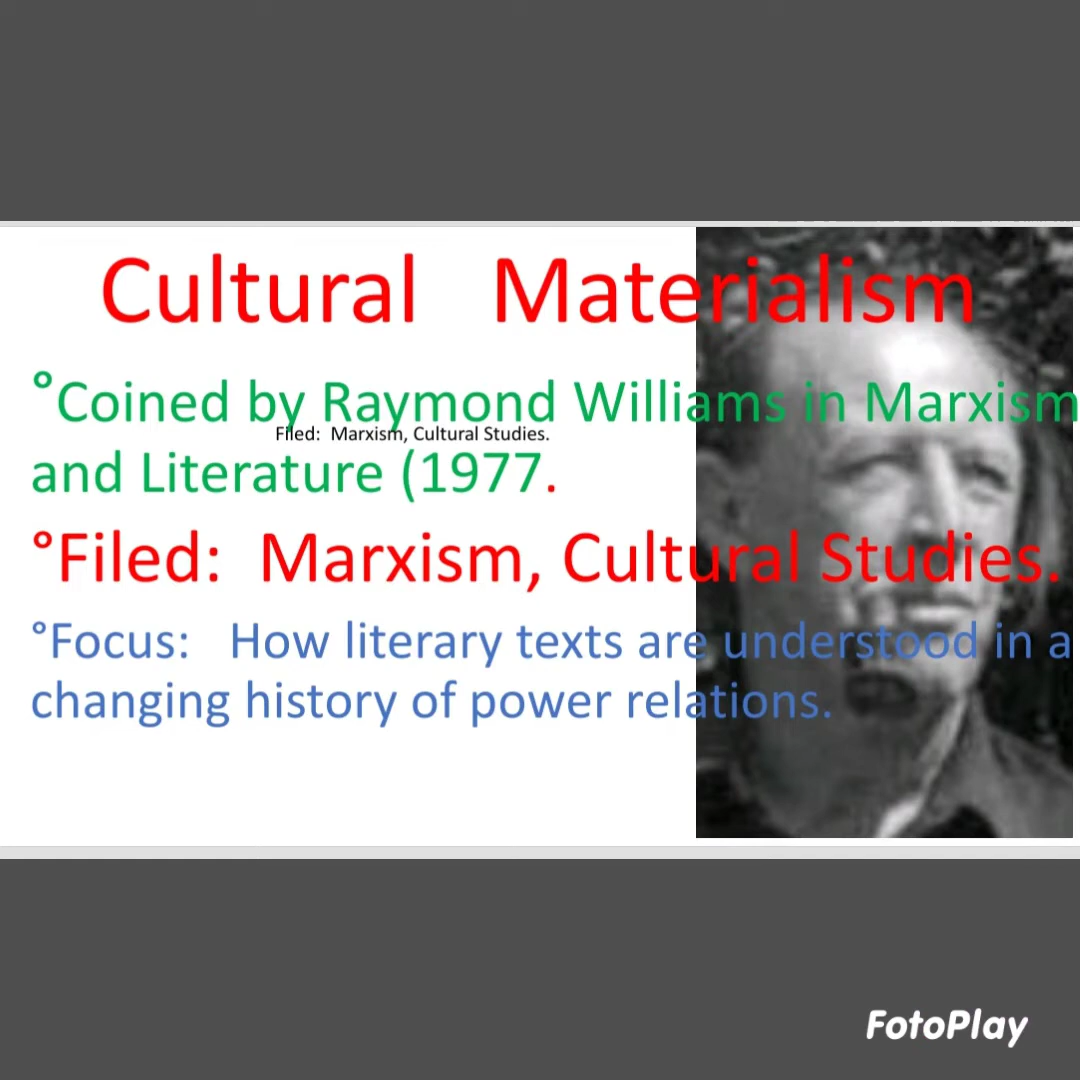 Cultural Materialism
°Coined by Raymond Williams in Marxism
Filed: Marxism, Cultural Studies.
and Literature (1977.
°Filed: Marxism, Cultural Studies.
°Focus: How literary texts are understood in a
changing history of power relations.
FotoPlay